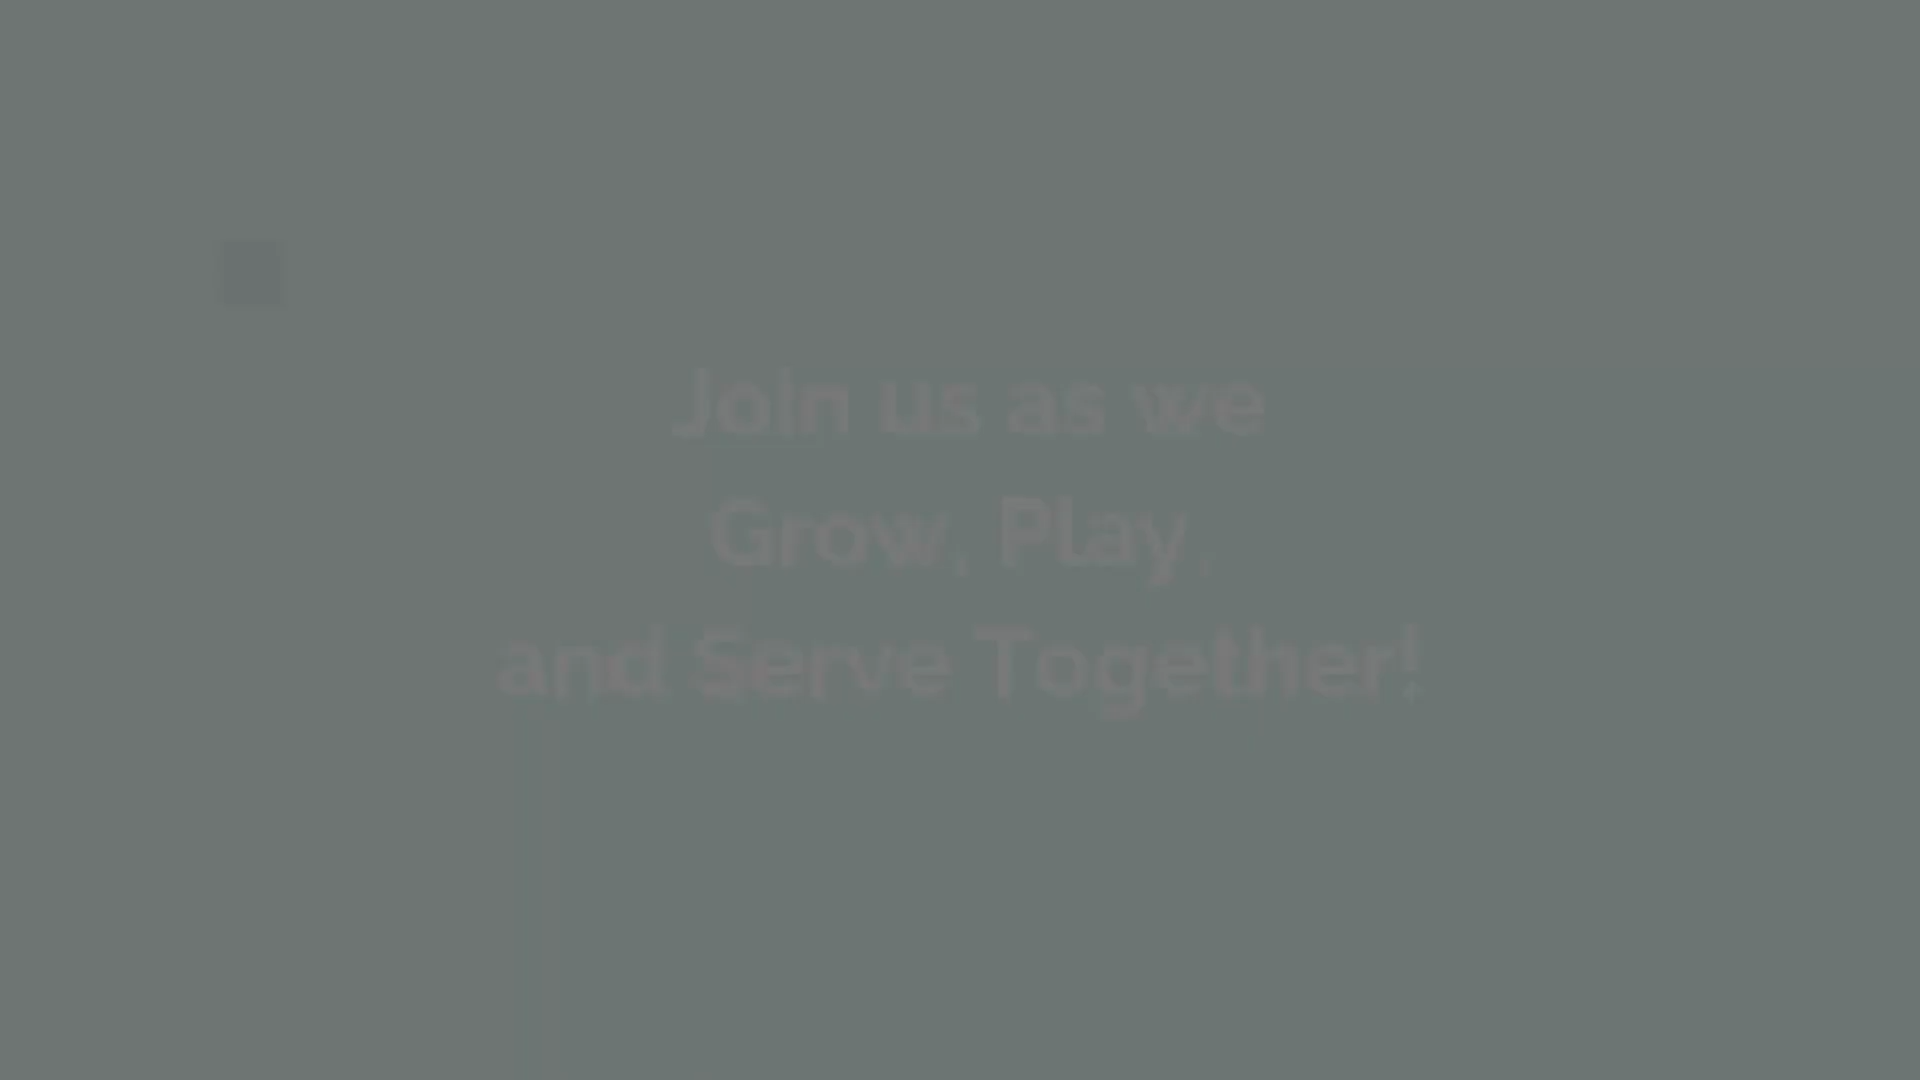 Join us as we
Grow, Play,
and Serve Together!